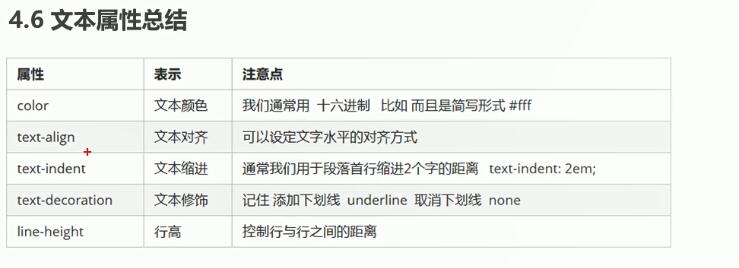 4.6 文本属性总结
属性 表示 注意点
color 文本颜色 我们通常用 十六进制 比如 而且是简写形式 #fff
text-align 文本对齐 可以设定文字水平的对齐方式
text-indent 文本缩进 通常我们用于段落首行缩进2个字的距离 text-indent: 2em;
text-decoration 文本修饰 记住 添加下划线 underline 取消下划线 none
line-height 行高 控制行与行之间的距离